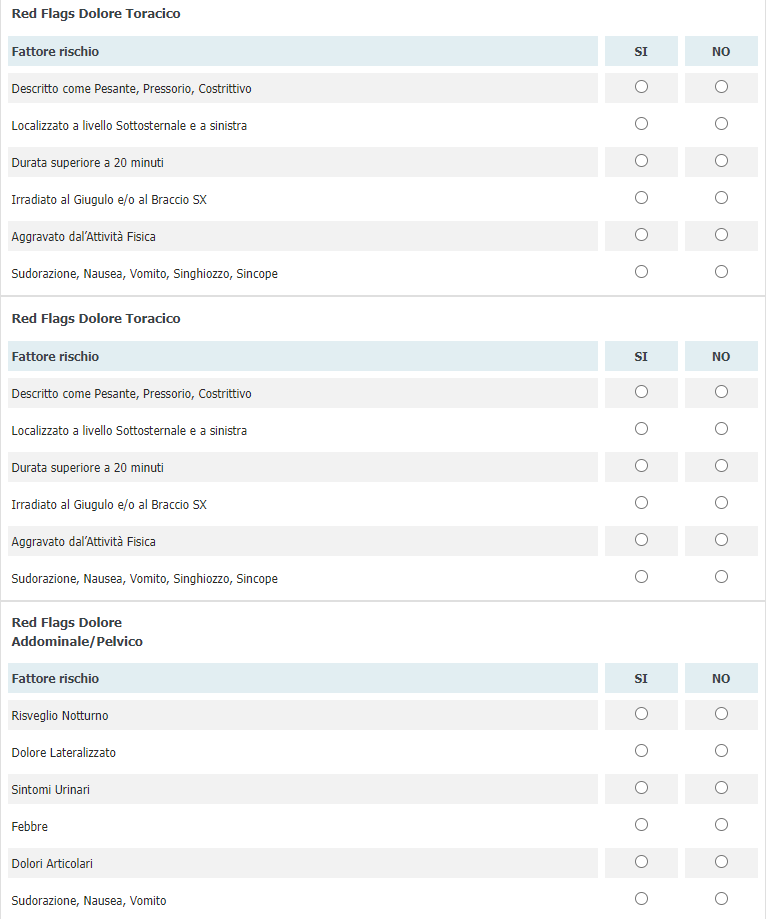 Red Flags Dolore Toracico
Fattore rischio SI NO
Descritto come Pesante, Pressorio, Costrittivo
Localizzato a livello Sottosternale e a sinistra
Durata superiore a 20 minuti
Irradiato al Giugulo e/o al Braccio SX
Aggravato dal’Attività Fisica
Sudorazione, Nausea, Vomito, Singhiozzo, Sincope
Red Flags Dolore Toracico
Fattore rischio SI NO
Descritto come Pesante, Pressorio, Costrittivo
Localizzato a livello Sottosternale e a sinistra
Durata superiore a 20 minuti
Irradiato al Giugulo e/o al Braccio SX
Aggravato dal’Attività Fisica
Sudorazione, Nausea, Vomito, Singhiozzo, Sincope
Red Flags Dolore
Addominale/Pelvico
Fattore rischio SI NO
Risveglio Notturno
Dolore Lateralizzato
Sintomi Urinari
Febbre
Dolori Articolari
Sudorazione, Nausea, Vomito